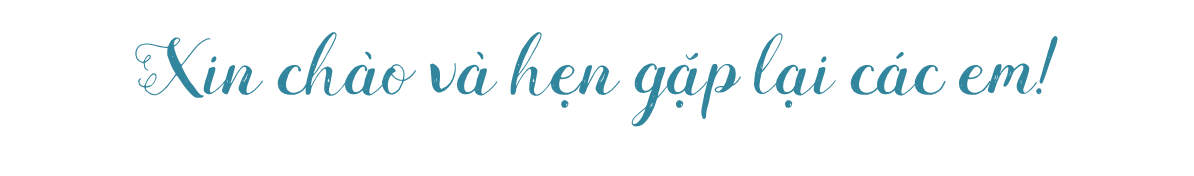 Xin chào và hẹn gặp lại các em!